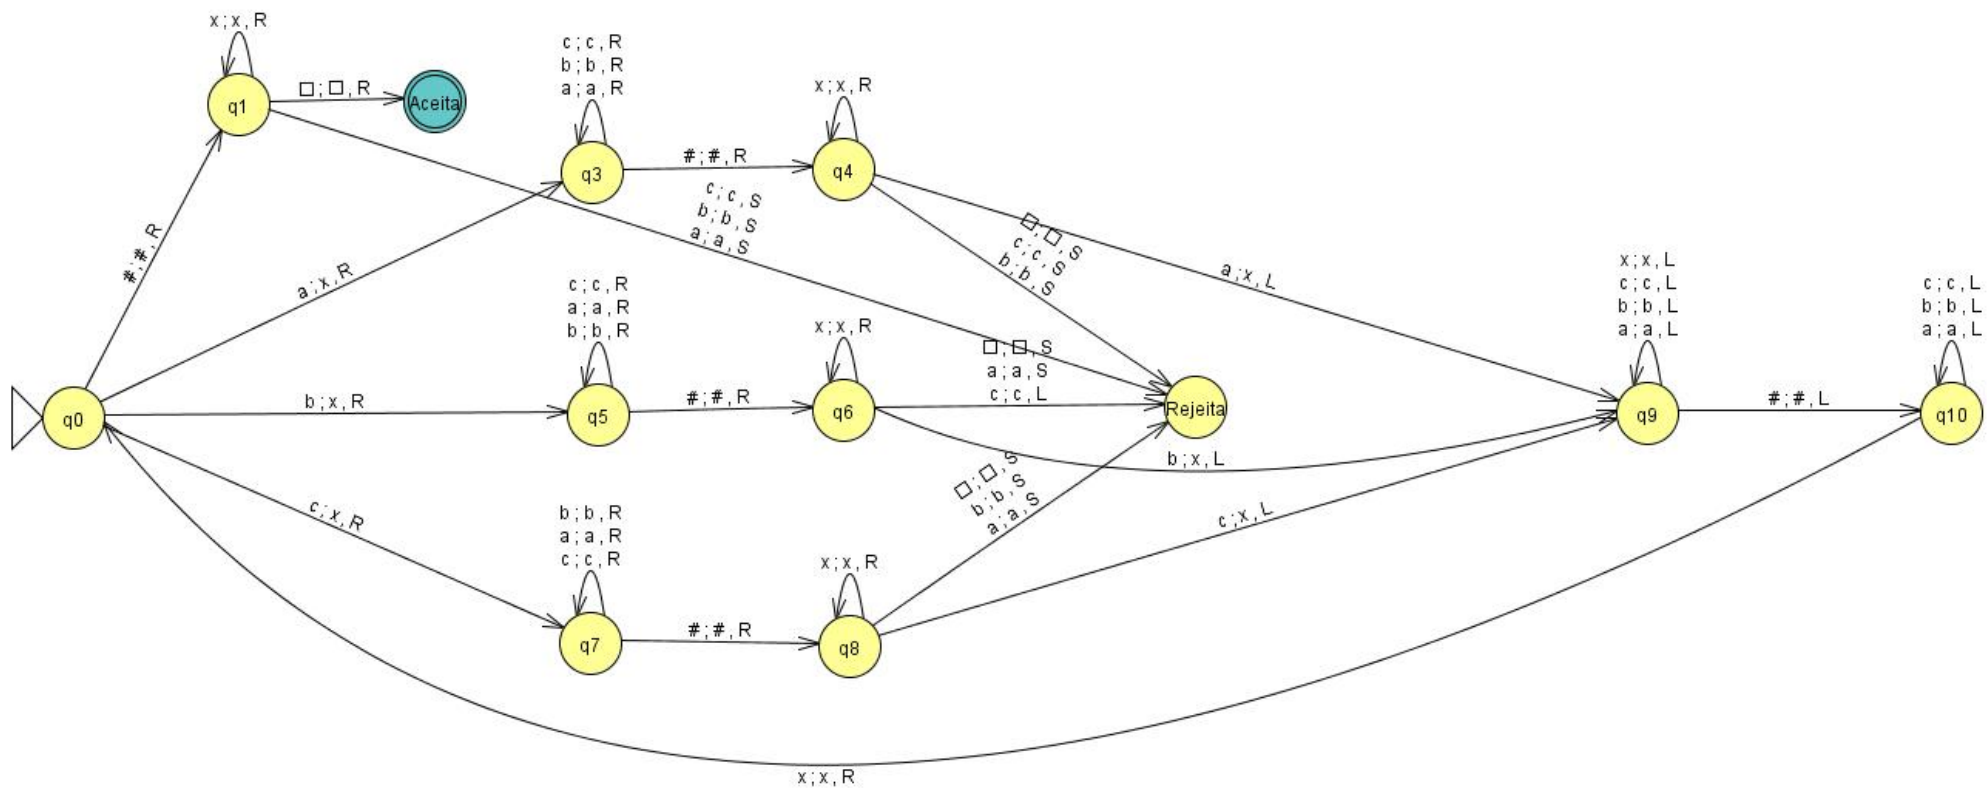 x ; x , R
q1
□ ; □ , R
Aceita
c ; c , R
b ; b , R
a ; a , R
q3
# ; # , R
x ; x , R
q4
# ; # , R
a ; x , R
c ; c , S
b ; b , S
a ; a , S
□ ; □ , S
c ; c , S
b ; b , S
a ; x , L
x ; x , L
c ; c , L
b ; b , L
a ; a , L
q9
# ; # , L
c ; c , L
b ; b , L
a ; a , L
q10
q0
b ; x , R
c ; c , R
a ; a , R
b ; b , R
q5
# ; # , R
x ; x , R
q6
□ ; □ , S
a ; a , S
c ; c , L
Rejeita
b ; x , L
c ; x , R
b ; b , R
a ; a , R
c ; c , R
q7
# ; # , R
x ; x , R
q8
□ ; □ , S
b ; b , S
a ; a , S
c ; x , L
x ; x , R